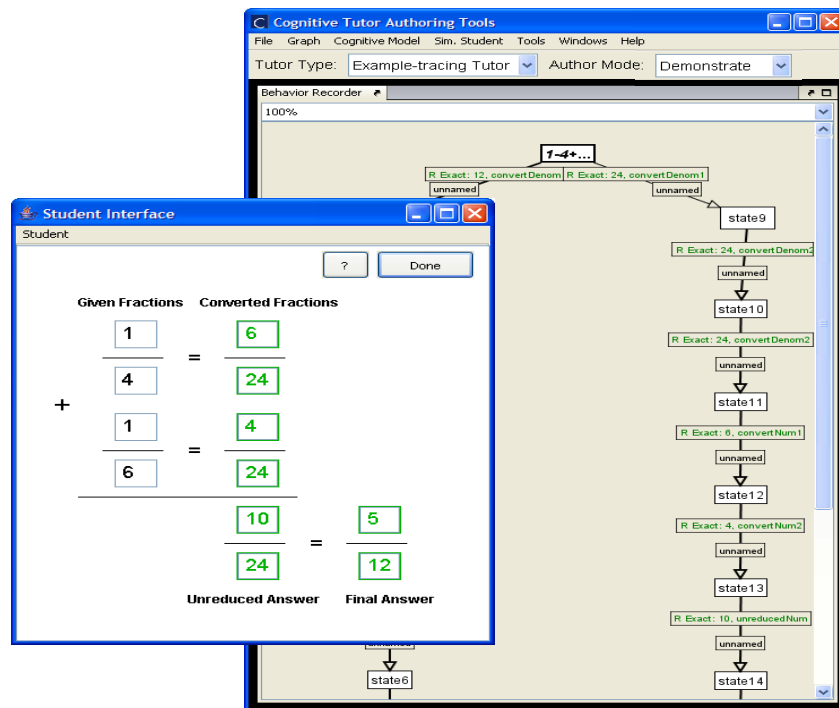 Cognitive Tutor Authoring Tools
File Graph Cognitive Model Sim. Student Tools Windows Help
Tutor Type: Example-tracing Tutor Author Mode: Demonstrate
Behavior Recorder
100%
1-4+...
R Exact: 12, convertDenom R Exact: 24, convertDenom1
unnamed unnamed
state9
R Exact: 24, convertDenom2
unnamed
state10
R Exact: 24, convertDenom2
unnamed
state11
R Exact: 6, convertNum1
unnamed
state12
R Exact: 4, convertNum2
unnamed
state13
R Exact: 10, unreducedNum
unnamed
state14
unnamed
state6
Student Interface
Student
? Done
Given Fractions Converted Fractions
1 6
=
4 24
+
1 4
=
6 24
10 5
=
24 12
Unreduced Answer Final Answer